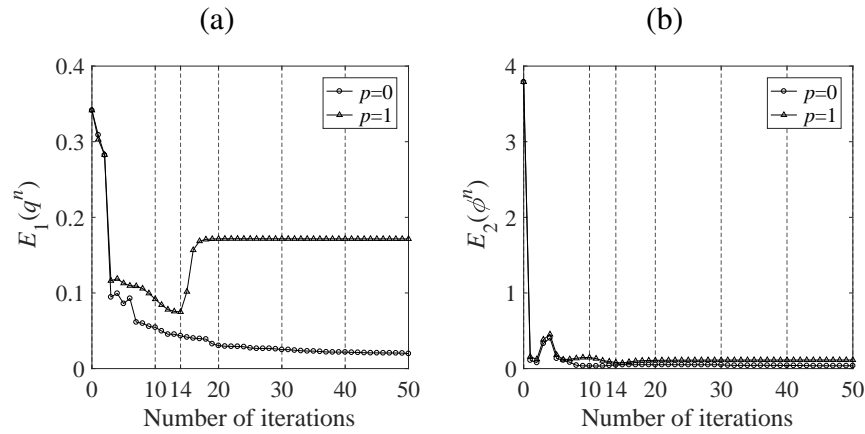 (a)
0.4
0.3
0.2
0.1
0
E₁(qⁿ)
p=0
p=1
0 10 14 20 30 40 50
Number of iterations
(b)
4
3
2
1
0
E₂(ϕⁿ)
p=0
p=1
0 10 14 20 30 40 50
Number of iterations